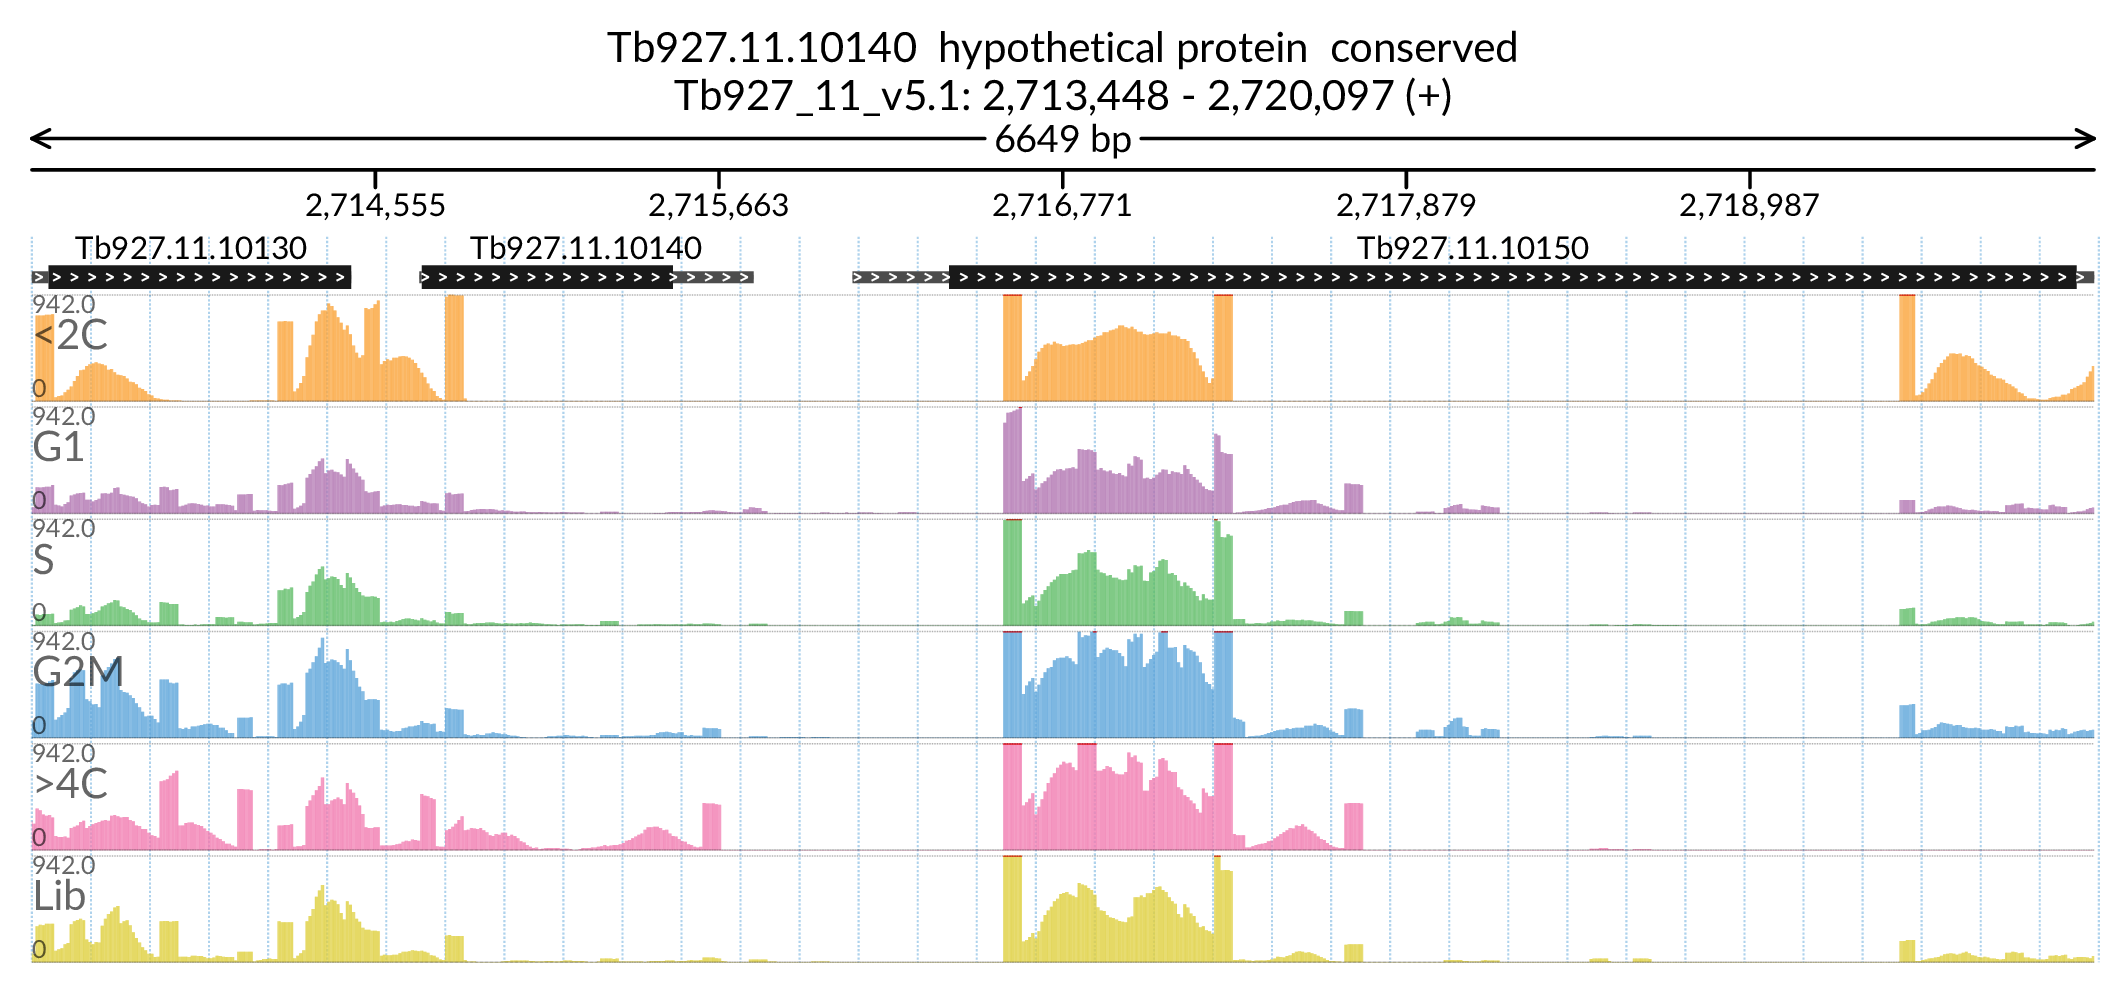 Tb927.11.10140  hypothetical protein  conserved
Tb927_11_v5.1: 2,713,448 - 2,720,097 (+)
6649 bp
2,714,555 2,715,663 2,716,771 2,717,879 2,718,987
Tb927.11.10130 Tb927.11.10140 Tb927.11.10150
942.0
<2C
0
942.0
G1
0
942.0
S
0
942.0
G2M
0
942.0
>4C
0
942.0
Lib
0